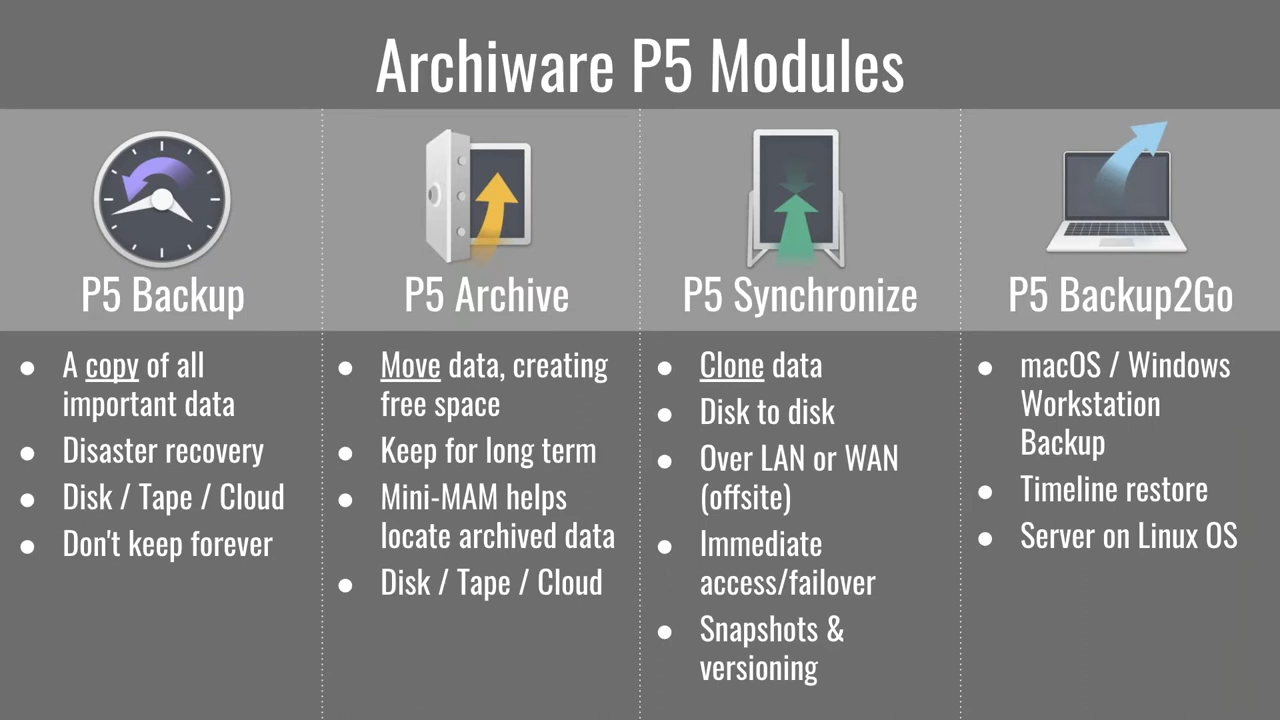 Archiware P5 Modules
P5 Backup
● A copy of all
important data
● Disaster recovery
● Disk / Tape / Cloud
● Don't keep forever
P5 Archive
● Move data, creating
free space
● Keep for long term
● Mini-MAM helps
locate archived data
● Disk / Tape / Cloud
P5 Synchronize
● Clone data
● Disk to disk
● Over LAN or WAN
(offsite)
● Immediate
access/failover
● Snapshots &
versioning
P5 Backup2Go
● macOS / Windows
Workstation
Backup
● Timeline restore
● Server on Linux OS